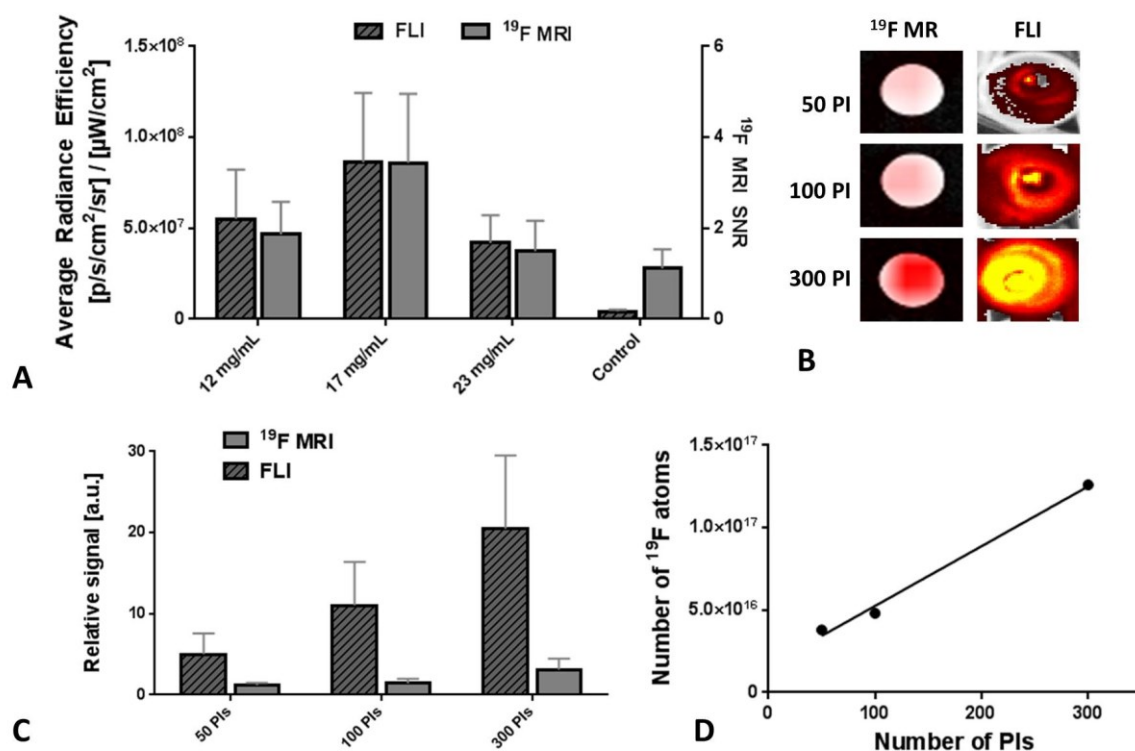 FLI
¹⁹F MRI
Average Radiance Efficiency
[p/s/cm²/sr] / [µW/cm²]
1.5×10⁸
1.0×10⁸
5.0×10⁷
0
6
4
2
0
¹⁹F MRI SNR
12 mg/mL
17 mg/mL
23 mg/mL
Control
A
¹⁹F MR
FLI
50 PI
100 PI
300 PI
B
¹⁹F MRI
FLI
Relative signal [a.u.]
30
20
10
0
50 PIs
100 PIs
300 PIs
C
Number of ¹⁹F atoms
1.5×10¹⁷
1.0×10¹⁷
5.0×10¹⁶
0
0
100
200
300
Number of PIs
D